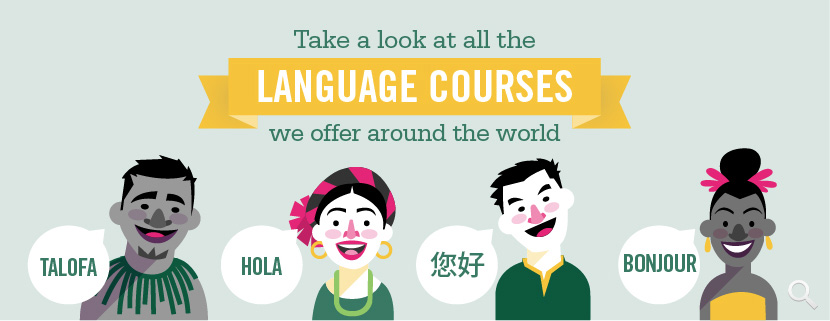 Take a look at all the
LANGUAGE COURSES
we offer around the world
TALOFA
HOLA
您好
BONJOUR